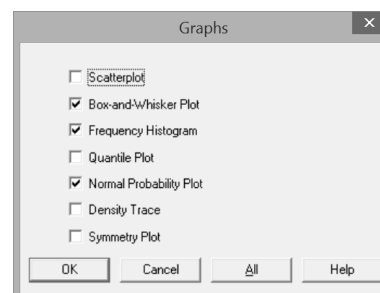 Graphs
Scatterplot
Box-and-Whisker Plot
Frequency Histogram
Quantile Plot
Normal Probability Plot
Density Trace
Symmetry Plot
OK Cancel All Help